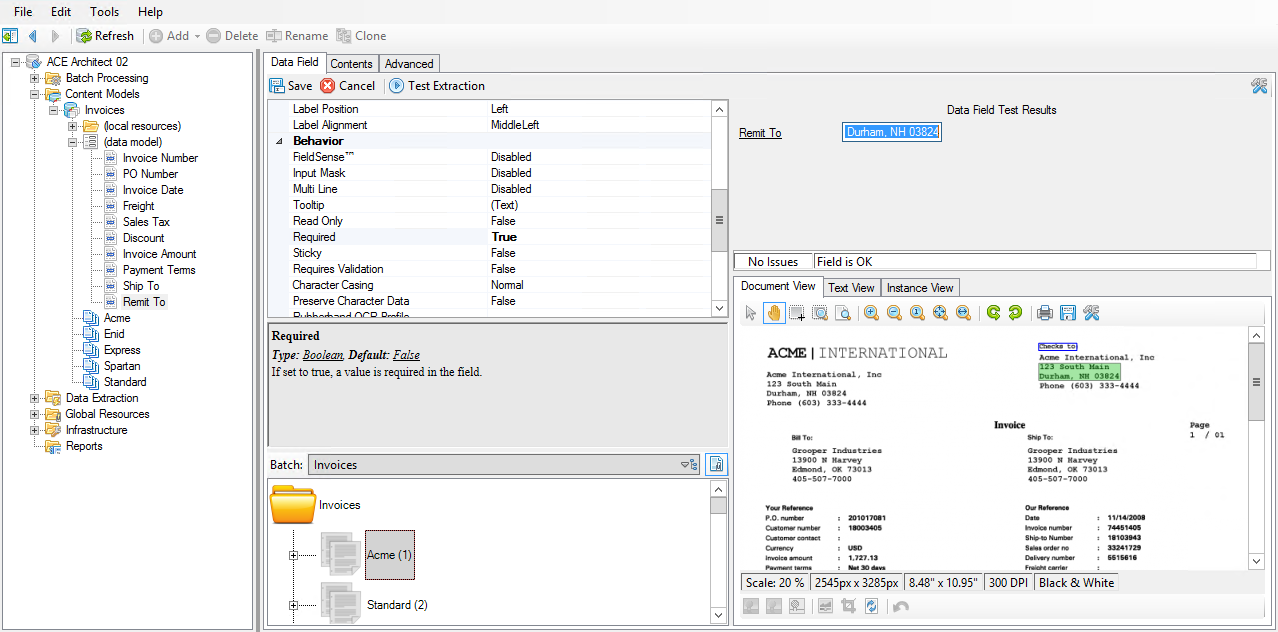 File Edit Tools Help
Refresh Add Delete Rename Clone
ACE Architect 02
Batch Processing
Content Models
Invoices
(local resources)
(data model)
Invoice Number
PO Number
Invoice Date
Freight
Sales Tax
Discount
Invoice Amount
Payment Terms
Ship To
Remit To
Acme
Enid
Express
Spartan
Standard
Data Extraction
Global Resources
Infrastructure
Reports
Data Field Contents Advanced
Save Cancel Test Extraction
Label Position Left
Label Alignment MiddleLeft
Behavior
FieldSense™ Disabled
Input Mask Disabled
Multi Line Disabled
Tooltip (Text)
Read Only False
Required True
Sticky False
Requires Validation False
Character Casing Normal
Preserve Character Data False
Rubberband OCR Profile
Required
Type: Boolean, Default: False
If set to true, a value is required in the field.
Batch: Invoices
Invoices
Acme (1)
Standard (2)
Data Field Test Results
Remit To Durham, NH 03824
No Issues Field is OK
Document View Text View Instance View
ACME | INTERNATIONAL
Acme International, Inc
123 South Main
Durham, NH 03824
Phone (603) 333-4444
Checks to
Acme International, Inc
123 South Main
Durham, NH 03824
Phone (603) 333-4444
Invoice
Page
1 / 01
Bill To:
Grooper Industries
13900 N Harvey
Edmond, OK 73013
405-507-7000
Ship To:
Grooper Industries
13900 N Harvey
Edmond, OK 73013
405-507-7000
Your Reference
P.O. number : 201017081
Customer number : 18003405
Customer contact :
Currency : USD
Invoice amount : 1,727.13
Payment terms : Net 30 days
Our Reference
Date : 11/14/2008
Invoice number : 74451405
Ship-to Number : 18103943
Sales order no : 33241729
Delivery number : 5515616
Freight carrier :
Scale: 20 % 2545px x 3285px 8.48" x 10.95" 300 DPI Black & White